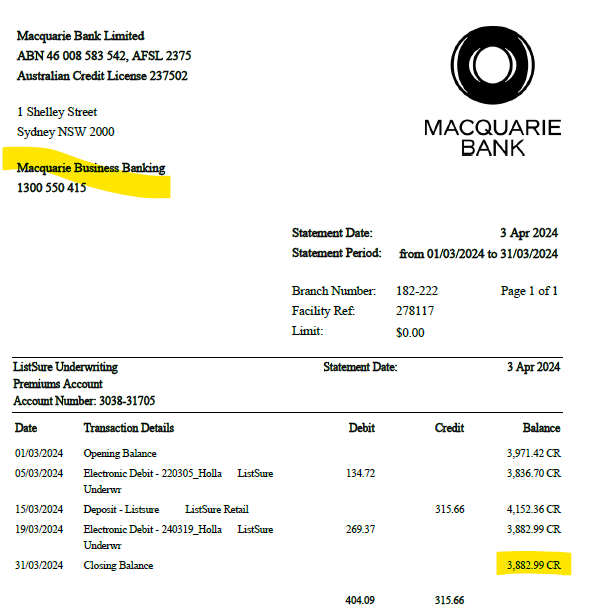 Macquarie Bank Limited
ABN 46 008 583 542, AFSL 2375
Australian Credit License 237502
1 Shelley Street
Sydney NSW 2000
MACQUARIE
BANK
Macquarie Business Banking
1300 550 415
Statement Date: 3 Apr 2024
Statement Period: from 01/03/2024 to 31/03/2024
Branch Number: 182-222 Page 1 of 1
Facility Ref: 278117
Limit: $0.00
ListSure Underwriting Statement Date: 3 Apr 2024
Premiums Account
Account Number: 3038-31705
Date Transaction Details Debit Credit Balance
01/03/2024 Opening Balance 3,971.42 CR
05/03/2024 Electronic Debit - 220305_Holla ListSure 134.72 3,836.70 CR
Underwr
15/03/2024 Deposit - Listsure ListSure Retail 315.66 4,152.36 CR
19/03/2024 Electronic Debit - 240319_Holla ListSure 269.37 3,882.99 CR
Underwr
31/03/2024 Closing Balance 3,882.99 CR
404.09 315.66